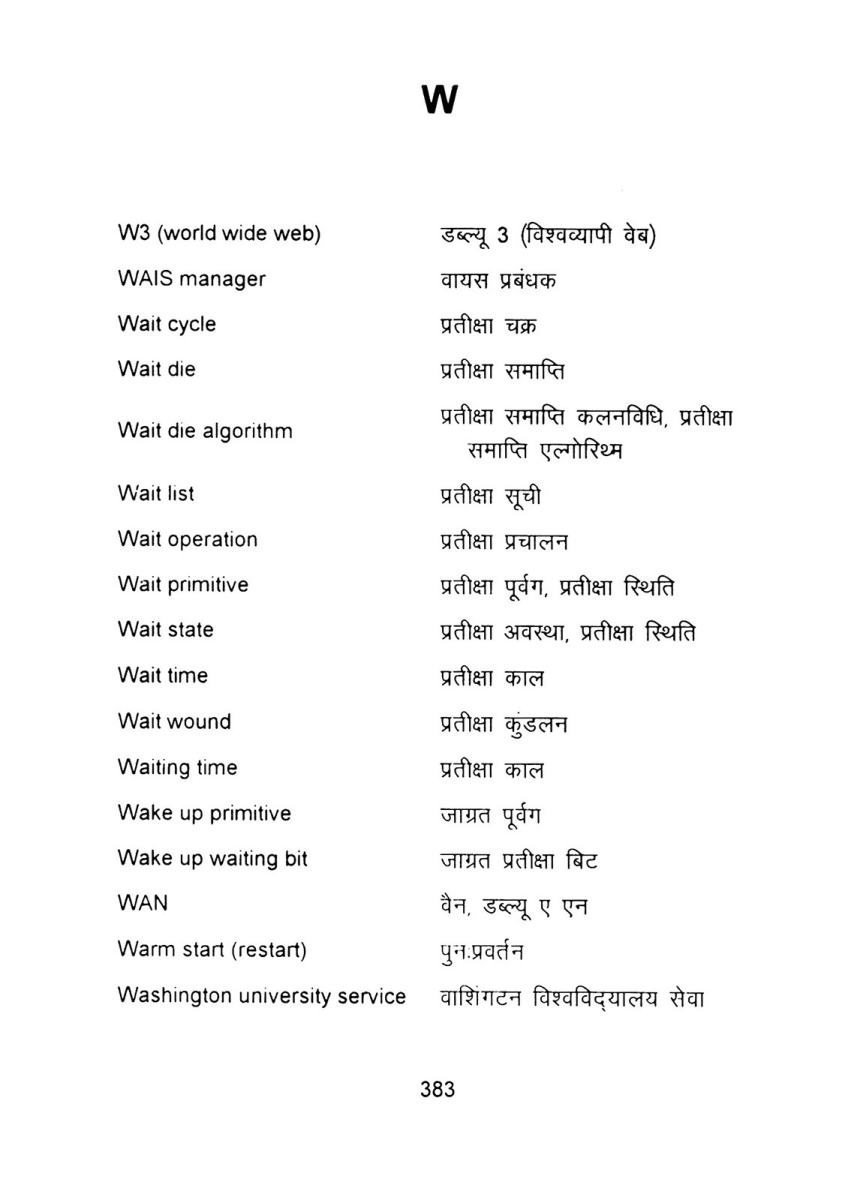 W
W3 (world wide web) डब्ल्यू 3 (विश्वव्यापी वेब)
WAIS manager वायस प्रबंधक
Wait cycle प्रतीक्षा चक्र
Wait die प्रतीक्षा समाप्ति
Wait die algorithm प्रतीक्षा समाप्ति कलनविधि, प्रतीक्षा
समाप्ति एल्गोरिथ्म
Wait list प्रतीक्षा सूची
Wait operation प्रतीक्षा प्रचालन
Wait primitive प्रतीक्षा पूर्वग, प्रतीक्षा स्थिति
Wait state प्रतीक्षा अवस्था, प्रतीक्षा स्थिति
Wait time प्रतीक्षा काल
Wait wound प्रतीक्षा कुंडलन
Waiting time प्रतीक्षा काल
Wake up primitive जाग्रत पूर्वग
Wake up waiting bit जाग्रत प्रतीक्षा बिट
WAN वैन, डब्ल्यू ए एन
Warm start (restart) पुनःप्रवर्तन
Washington university service वाशिंगटन विश्वविद्‌यालय सेवा
383